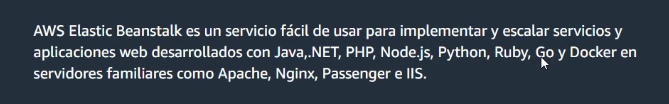 AWS Elastic Beanstalk es un servicio fácil de usar para implementar y escalar servicios y
aplicaciones web desarrollados con Java,.NET, PHP, Node.js, Python, Ruby, Go y Docker en
servidores familiares como Apache, Nginx, Passenger e IIS.